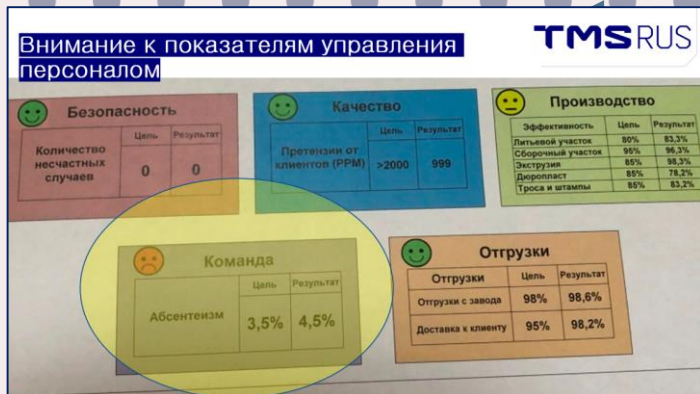 Внимание к показателям управления
персоналом
TMSRUS
Безопасность
Цель Результат
Количество
несчастных
случаев
0 0
Качество
Цель Результат
Претензии от
клиентов (PPM)
>2000 999
Производство
Эффективность Цель Результат
Литьевой участок 80% 83,3%
Сборочный участок 95% 96,3%
Экструзия 85% 98,3%
Дюропласт 85% 78,2%
Троса и штампы 85% 83,2%
Команда
Цель Результат
Абсентеизм
3,5% 4,5%
Отгрузки
Отгрузки Цель Результат
Отгрузки с завода 98% 98,6%
Доставка к клиенту 95% 98,2%